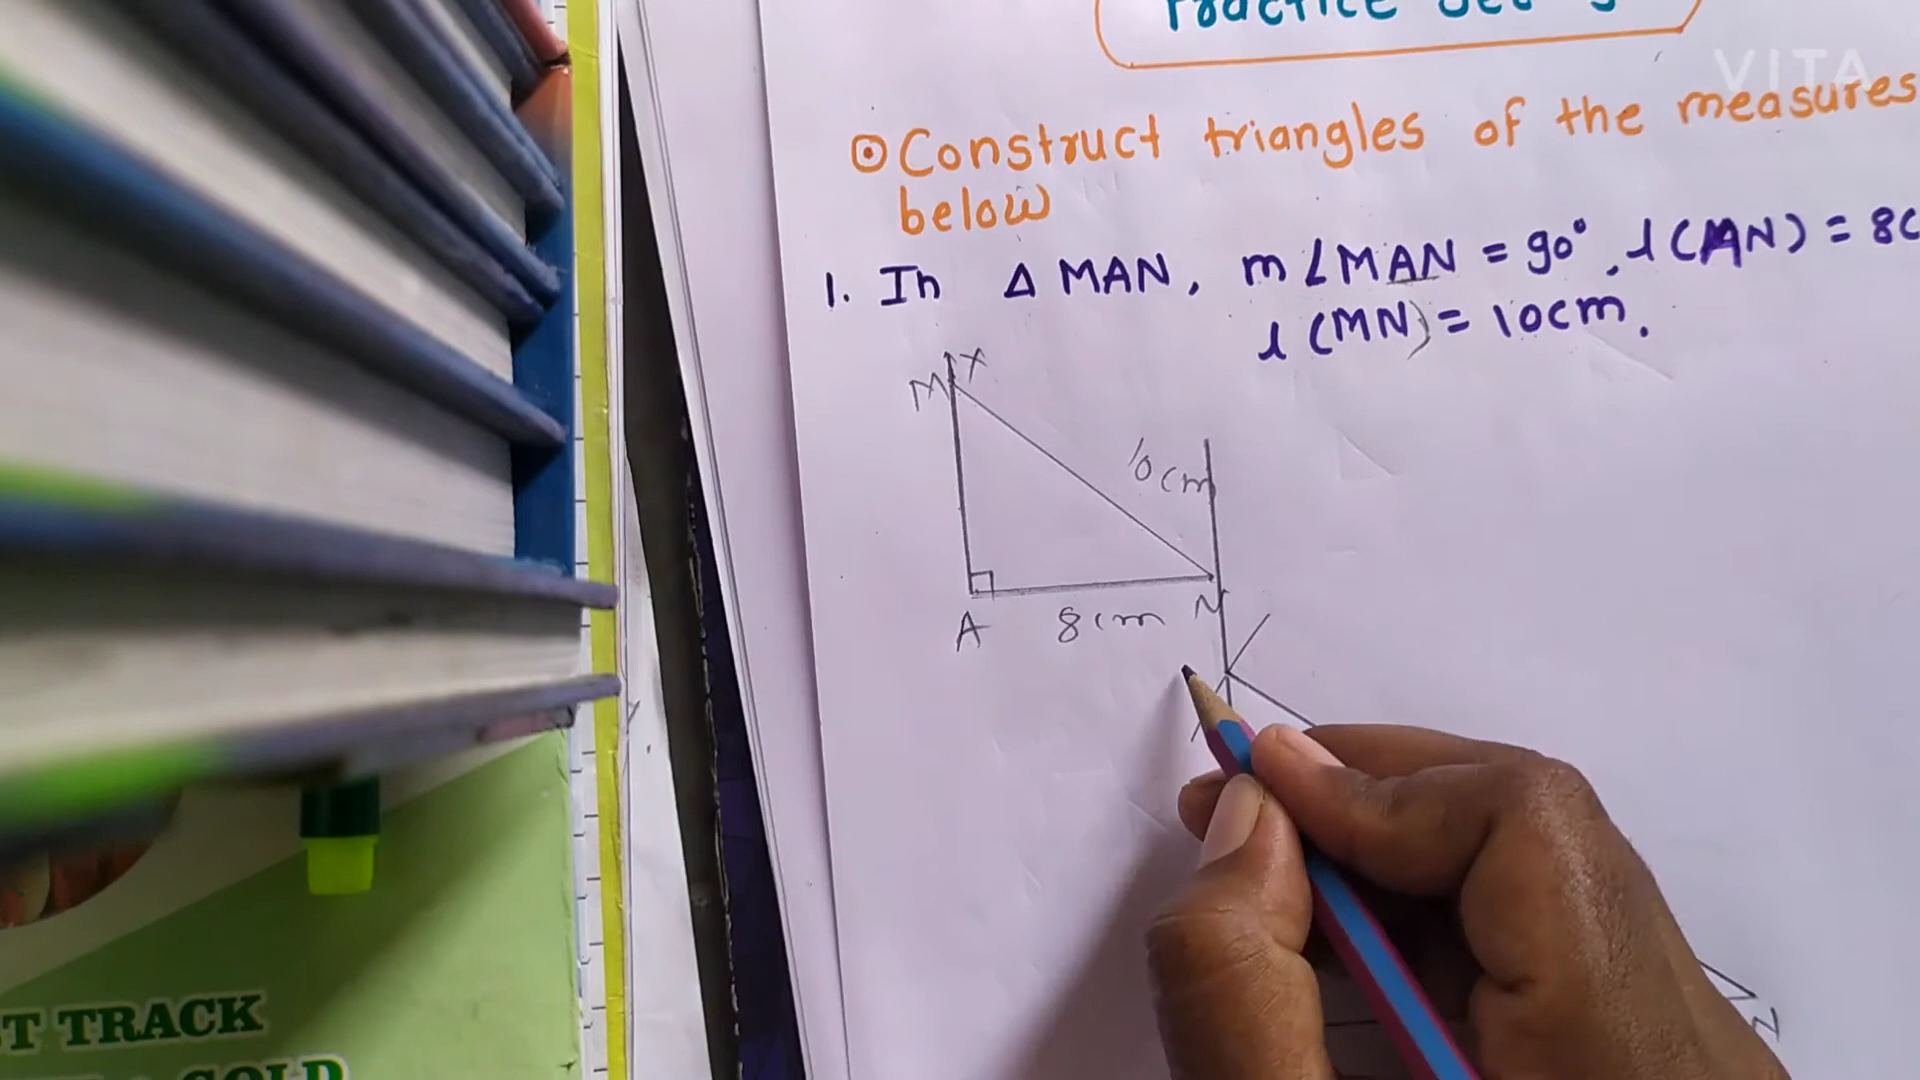 Practice Set
VITA
Construct triangles of the measures
below
1. In △ MAN, m∠MAN = 90°, l(AN) = 8c
l(MN) = 10cm.
M X
10cm
A 8cm N
T TRACK
GOLD